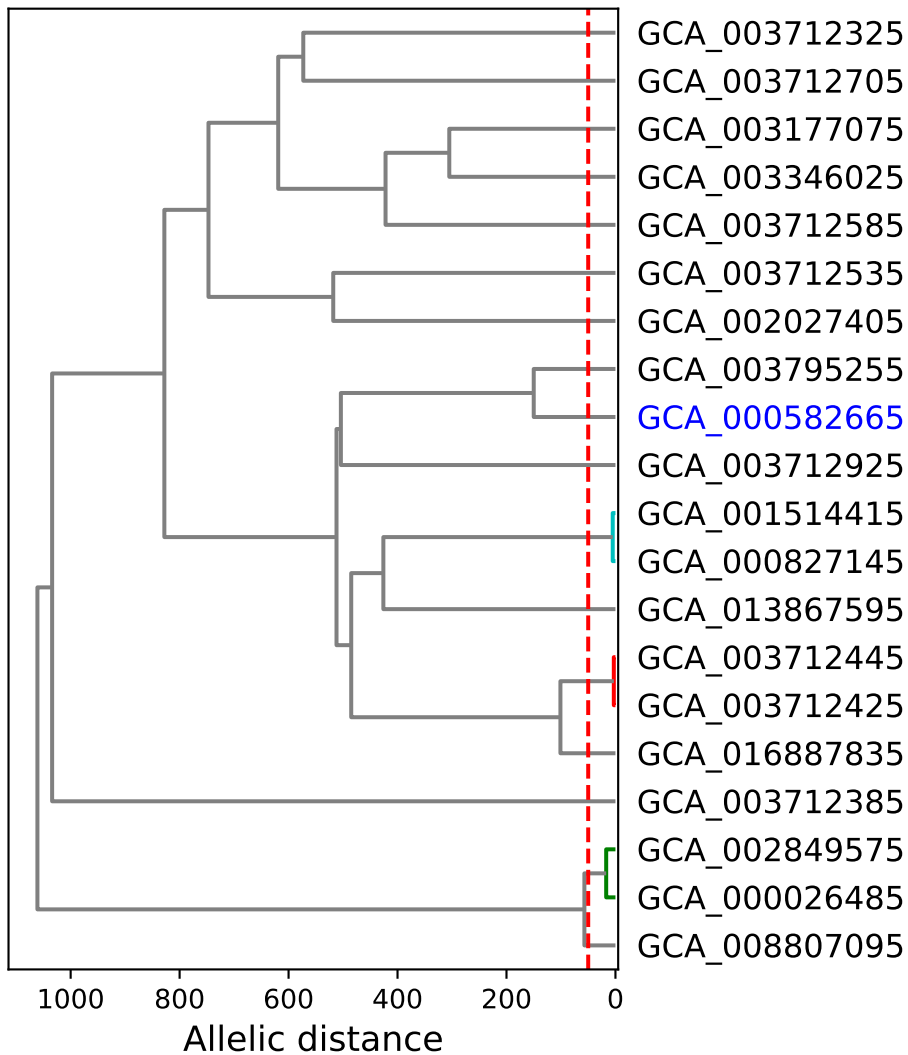 GCA_003712325
GCA_003712705
GCA_003177075
GCA_003346025
GCA_003712585
GCA_003712535
GCA_002027405
GCA_003795255
GCA_000582665
GCA_003712925
GCA_001514415
GCA_000827145
GCA_013867595
GCA_003712445
GCA_003712425
GCA_016887835
GCA_003712385
GCA_002849575
GCA_000026485
GCA_008807095
1000 800 600 400 200 0
Allelic distance